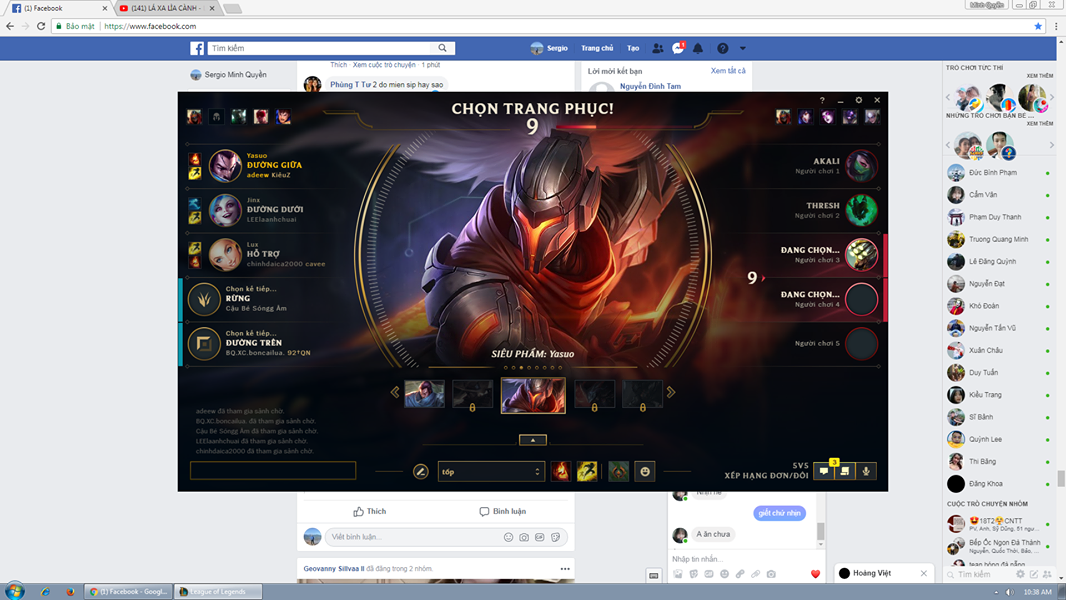 (1) Facebook
(141) LÁ XA LÌA CÀNH -
Minh Quyền
Bảo mật
https://www.facebook.com
Tìm kiếm
Sergio
Trang chủ
Tạo
Sergio Minh Quyền
Thích · Xem cuộc trò chuyện · 1 phút
Phùng T Tư 2 do mien sip hay sao
Lời mời kết bạn
Xem tất cả
Nguyễn Đình Tam
TRÒ CHƠI TỨC THÌ
XEM THÊM
NHỮNG TRÒ CHƠI BẠN BÈ ...
XEM THÊM
CHỌN TRANG PHỤC!
9
Yasuo
ĐƯỜNG GIỮA
adeew KiêuZ
Jinx
ĐƯỜNG DƯỚI
LEElaanhchuai
Lux
HỖ TRỢ
chinhdaica2000 cavee
Chọn kế tiếp...
RỪNG
Cậu Bé Sóngg Âm
Chọn kế tiếp...
ĐƯỜNG TRÊN
BQ.XC.boncailua. 92†QN
AKALI
Người chơi 1
THRESH
Người chơi 2
ĐANG CHỌN...
Người chơi 3
9
ĐANG CHỌN...
Người chơi 4
Người chơi 5
SIÊU PHẨM: Yasuo
adeew đã tham gia sảnh chờ.
BQ.XC.boncailua. đã tham gia sảnh chờ.
Cậu Bé Sóngg Âm đã tham gia sảnh chờ.
LEElaanhchuai đã tham gia sảnh chờ.
chinhdaica2000 đã tham gia sảnh chờ.
tốp
5V5
XẾP HẠNG ĐƠN/ĐÔI
3
Đức Bình Phạm
Cẩm Vân
Phạm Duy Thanh
Truong Quang Minh
Lê Đăng Quỳnh
Nguyễn Đạt
Khó Đoàn
Nguyễn Tấn Vũ
Xuân Châu
Duy Tuấn
Kiều Trang
Sĩ Bảnh
Quỳnh Lee
Thi Băng
Đăng Khoa
CUỘC TRÒ CHUYỆN NHÓM
18T2 CNTT
PV, Anh, Sỹ Dũng, 51 ngư...
Bếp Ốc Ngon Đà Thành
Nguyễn, Quốc Thái, Bảo, ...
Tìm kiếm
Thích
Bình luận
Viết bình luận...
Geovanny Sillvaa II đã đăng trong 2 nhóm.
giết chứ nhịn
A ăn chưa
Nhập tin nhắn...
Hoàng Việt
(1) Facebook - Googl...
League of Legends
10:38 AM